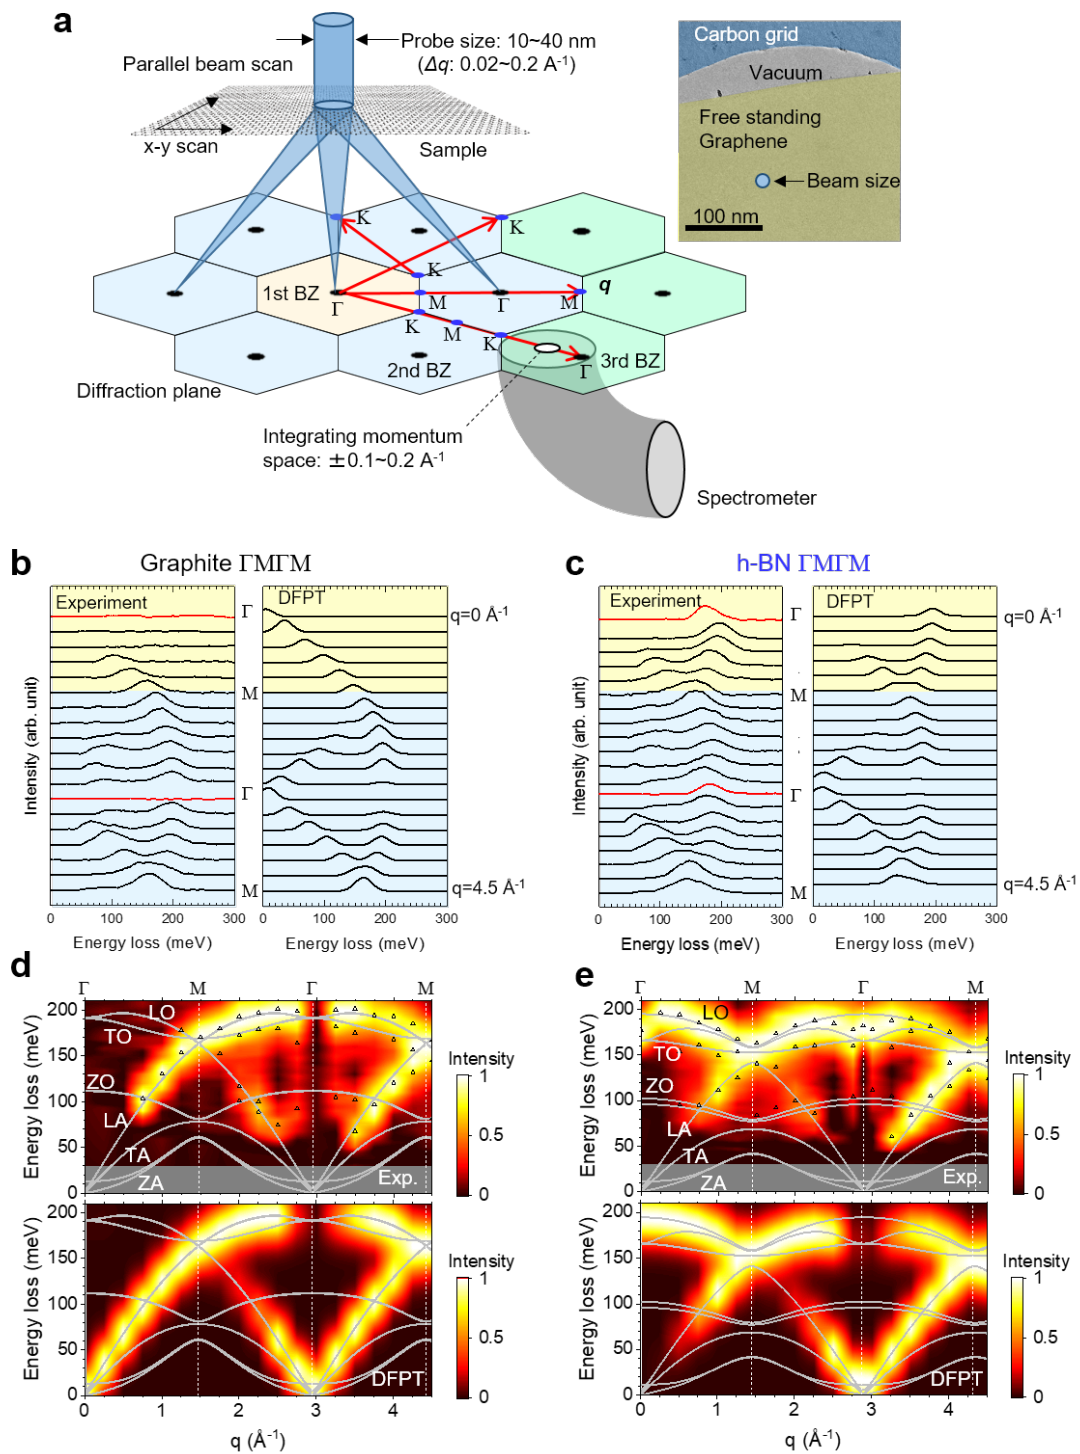 a
Probe size: 10~40 nm
(Δq: 0.02~0.2 A⁻¹)
Parallel beam scan
x-y scan
Sample
Carbon grid
Vacuum
Free standing
Graphene
Beam size
100 nm
K
K
K
1st BZ
Γ
M
Γ
M
q
K
M
K
Γ
2nd BZ
3rd BZ
Diffraction plane
Integrating momentum
space: ±0.1~0.2 A⁻¹
Spectrometer
b
Graphite ΓMΓM
Experiment
DFPT
Γ
M
Γ
M
q=0 Å⁻¹
q=4.5 Å⁻¹
Intensity (arb. unit)
0 100 200 300
0 100 200 300
Energy loss (meV)
Energy loss (meV)
c
h-BN ΓMΓM
Experiment
DFPT
Γ
M
Γ
M
q=0 Å⁻¹
q=4.5 Å⁻¹
Intensity (arb. unit)
0 100 200 300
0 100 200 300
Energy loss (meV)
Energy loss (meV)
d
Γ M Γ M
200
150
100
50
0
Energy loss (meV)
LO
TO
ZO
LA
TA
ZA
Exp.
Intensity
1
0.5
0
200
150
100
50
0
Energy loss (meV)
DFPT
Intensity
1
0.5
0
0 1 2 3 4
q (Å⁻¹)
e
Γ M Γ M
200
150
100
50
0
Energy loss (meV)
LO
TO
ZO
LA
TA
ZA
Exp.
Intensity
1
0.5
0
200
150
100
50
0
Energy loss (meV)
DFPT
Intensity
1
0.5
0
0 1 2 3 4
q (Å⁻¹)